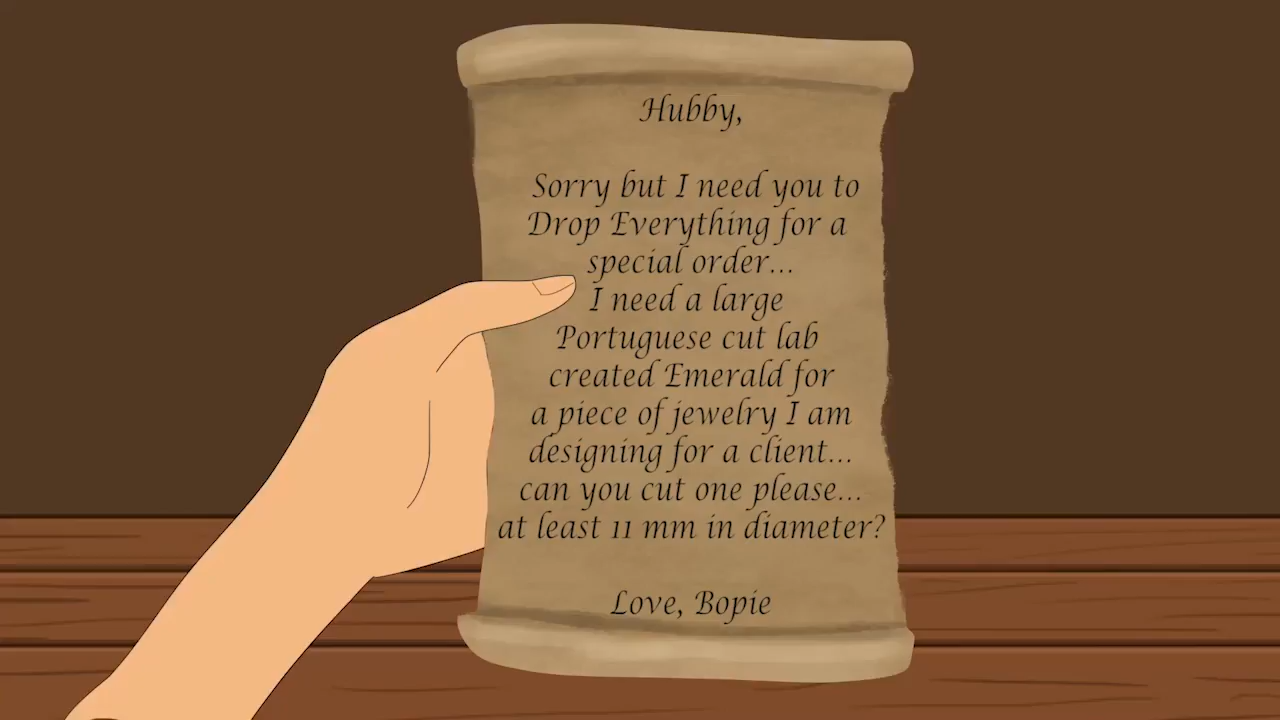 Hubby,
Sorry but I need you to
Drop Everything for a
special order...
I need a large
Portuguese cut lab
created Emerald for
a piece of jewelry I am
designing for a client...
can you cut one please...
at least 11 mm in diameter?
Love, Bopie